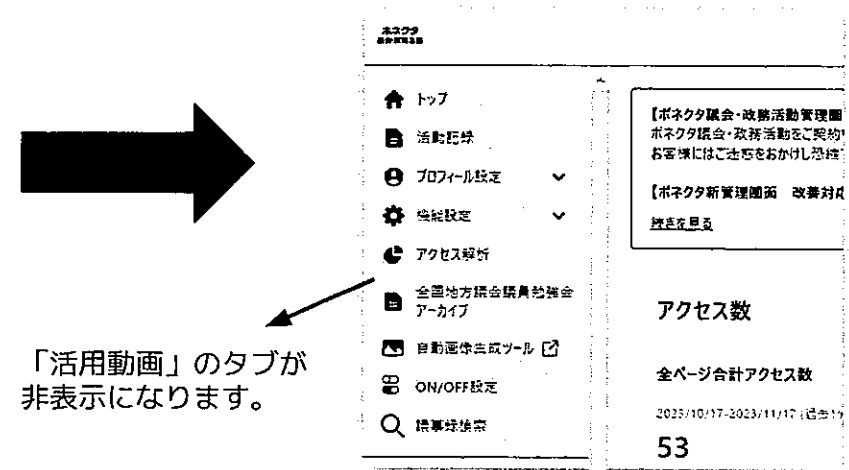 ボネクタ
トップ
活動記録
プロフィール設定
機能設定
アクセス解析
全国地方議会議員勉強会
アーカイブ
自動画像生成ツール
ON/OFF設定
議事録検索
「活用動画」のタブが
非表示になります。
【ボネクタ議会・政務活動管理画
ボネクタ議会・政務活動をご契約
お客様にはご迷惑をおかけし恐縮
【ボネクタ新管理画面 改善対応
続きを見る
アクセス数
全ページ合計アクセス数
2023/10/17-2023/11/17 (過去1
53